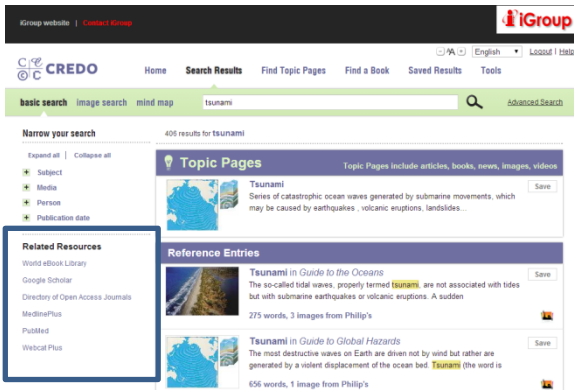 iGroup website | Contact iGroup
iGroup
English
Logout | Help
CREDO
Home Search Results Find Topic Pages Find a Book Saved Results Tools
basic search image search mind map tsunami Advanced Search
Narrow your search
Expand all | Collapse all
Subject
Media
Person
Publication date
Related Resources
World eBook Library
Google Scholar
Directory of Open Access Journals
MedlinePlus
PubMed
Webcat Plus
406 results for tsunami
Topic Pages
Topic Pages include articles, books, news, images, videos
Tsunami
Save
Series of catastrophic ocean waves generated by submarine movements, which
may be caused by earthquakes , volcanic eruptions, landslides...
Reference Entries
Tsunami in Guide to the Oceans
Save
The so-called tidal waves, properly termed tsunami, are not associated with tides
but with submarine earthquakes or volcanic eruptions. A sudden
275 words, 3 images from Philip's
Tsunami in Guide to Global Hazards
Save
The most destructive waves on Earth are driven not by wind but rather are
generated by a violent displacement of the ocean bed. Tsunami (the word is
656 words, 1 image from Philip's